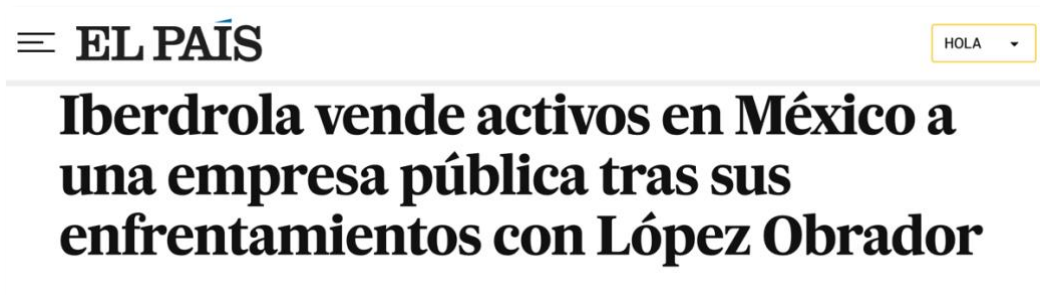 EL PAÍS
HOLA
Iberdrola vende activos en México a
una empresa pública tras sus
enfrentamientos con López Obrador